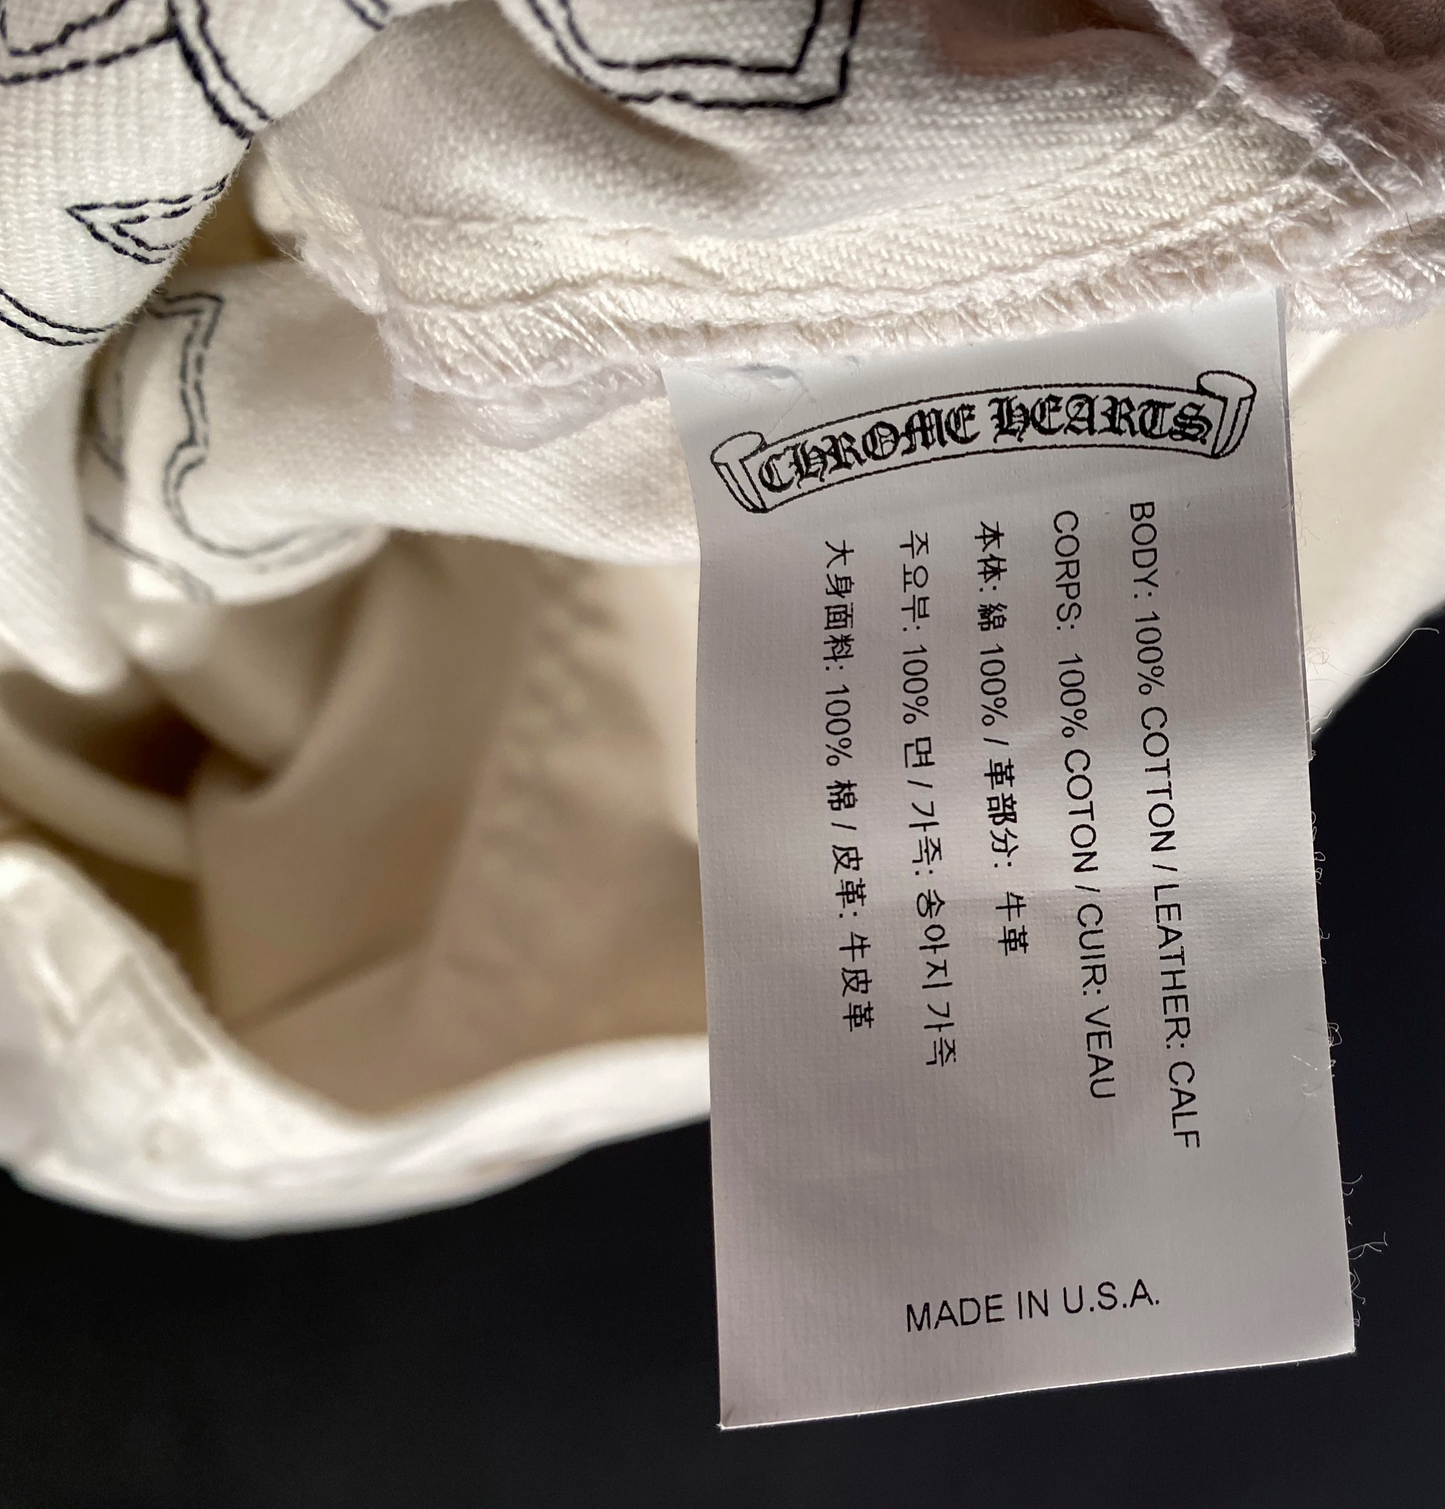 CHROME HEARTS
BODY: 100% COTTON / LEATHER: CALF
CORPS: 100% COTON / CUIR: VEAU
本体: 綿 100% / 革部分: 牛革
주요부: 100% 면 / 가족: 송아지 가족
大身面料: 100% 棉 / 皮革: 牛皮革
MADE IN U.S.A.